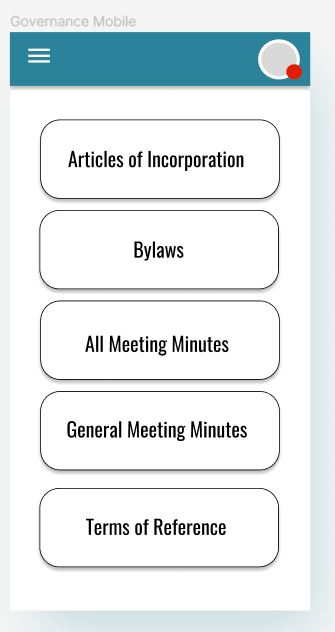 Governance Mobile
Articles of Incorporation
Bylaws
All Meeting Minutes
General Meeting Minutes
Terms of Reference